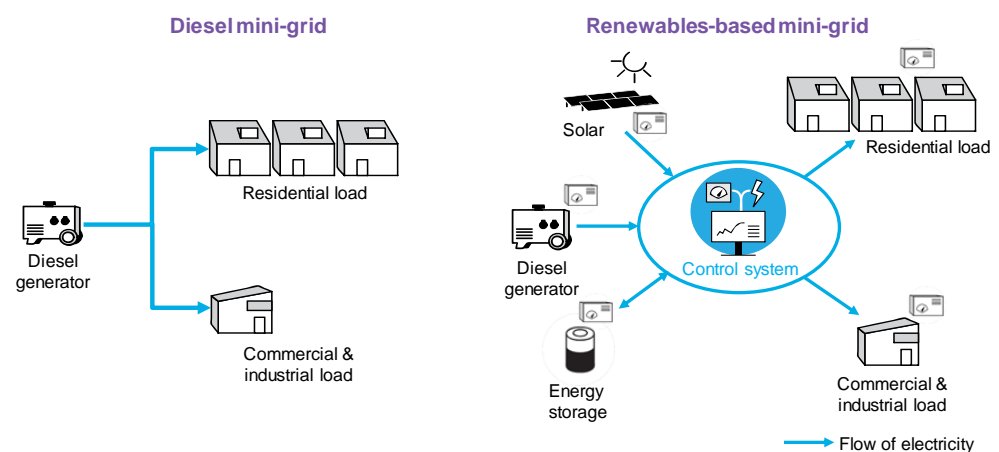 Diesel mini-grid
Residential load
Diesel
generator
Commercial &
industrial load
Renewables-based mini-grid
Solar
Residential load
Diesel
generator
Control system
Energy
storage
Commercial &
industrial load
Flow of electricity